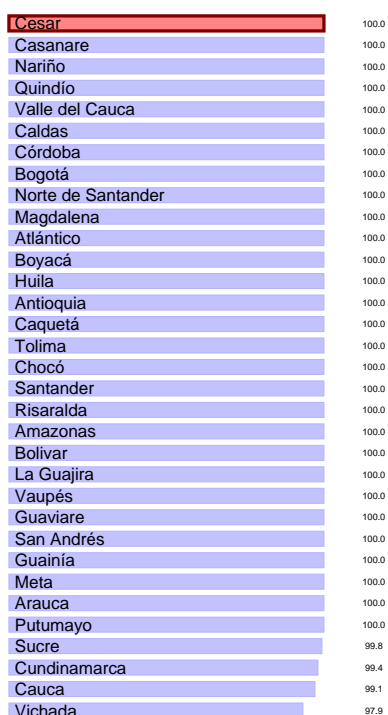 Cesar 100.0
Casanare 100.0
Nariño 100.0
Quindío 100.0
Valle del Cauca 100.0
Caldas 100.0
Córdoba 100.0
Bogotá 100.0
Norte de Santander 100.0
Magdalena 100.0
Atlántico 100.0
Boyacá 100.0
Huila 100.0
Antioquia 100.0
Caquetá 100.0
Tolima 100.0
Chocó 100.0
Santander 100.0
Risaralda 100.0
Amazonas 100.0
Bolivar 100.0
La Guajira 100.0
Vaupés 100.0
Guaviare 100.0
San Andrés 100.0
Guainía 100.0
Meta 100.0
Arauca 100.0
Putumayo 100.0
Sucre 99.8
Cundinamarca 99.4
Cauca 99.1
Vichada 97.9